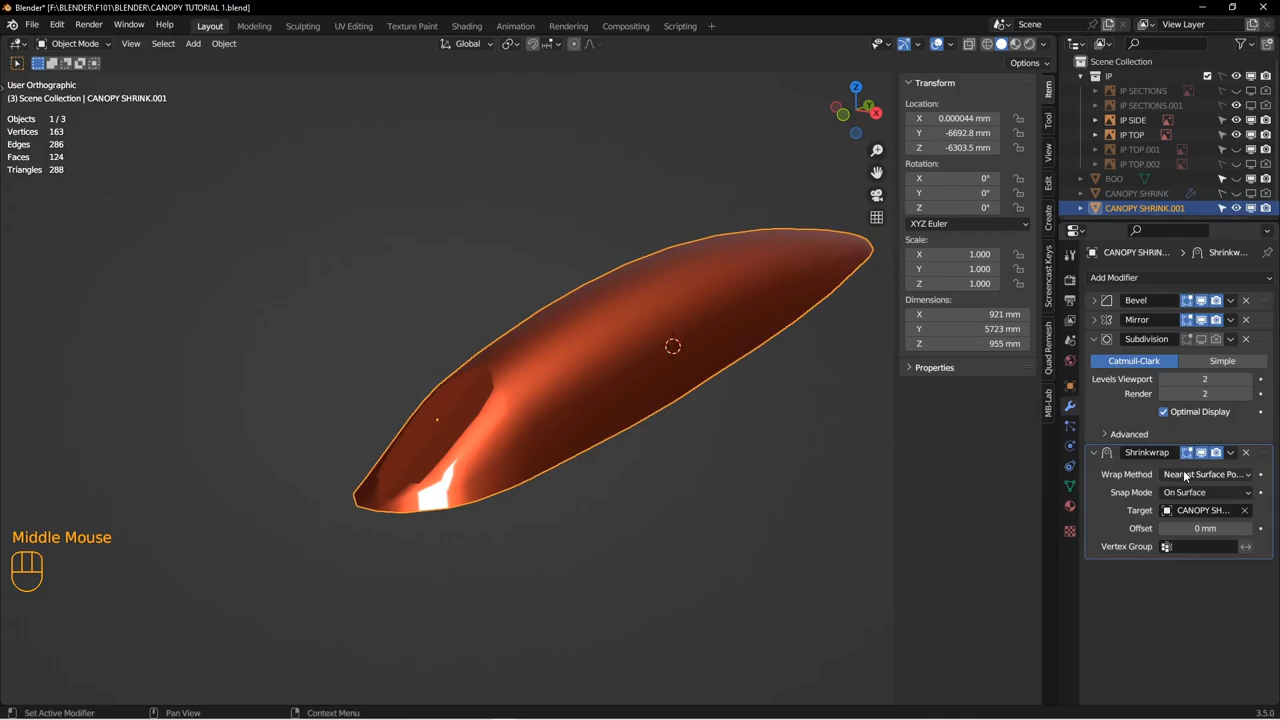 Blender* [F:\F101\BLENDER\CANOPY TUTORIAL 1.blend]
File Edit Render Window Help Layout Modeling Sculpting UV Editing Texture Paint Shading Animation Rendering Compositing Scripting Scene View Layer
Object Mode View Select Add Object Global
Options
User Orthographic
(3) Scene Collection | CANOPY SHRINK.001
Objects 1 / 3
Vertices 163
Edges 286
Faces 124
Triangles 288
Z
Y
X
Transform
Location:
X 0.000044 mm
Y -6692.8 mm
Z -6303.5 mm
Rotation:
X 0°
Y 0°
Z 0°
XYZ Euler
Scale:
X 1.000
Y 1.000
Z 1.000
Dimensions:
X 921 mm
Y 5723 mm
Z 955 mm
Properties
Item
Tool
View
Edit
Create
Screencast Keys
Quad Remesh
MB-Lab
Scene Collection
IP
IP SECTIONS
IP SECTIONS.001
IP SIDE
IP TOP
IP TOP.001
IP TOP.002
BOO
CANOPY SHRINK
CANOPY SHRINK.001
CANOPY SHRIN... Shrinkw...
Add Modifier
Bevel
Mirror
Subdivision
Catmull-Clark Simple
Levels Viewport 2
Render 2
Optimal Display
Advanced
Shrinkwrap
Wrap Method Nearest Surface Po...
Snap Mode On Surface
Target CANOPY SH...
Offset 0 mm
Vertex Group
Middle Mouse
Set Active Modifier Pan View Context Menu 3.5.0